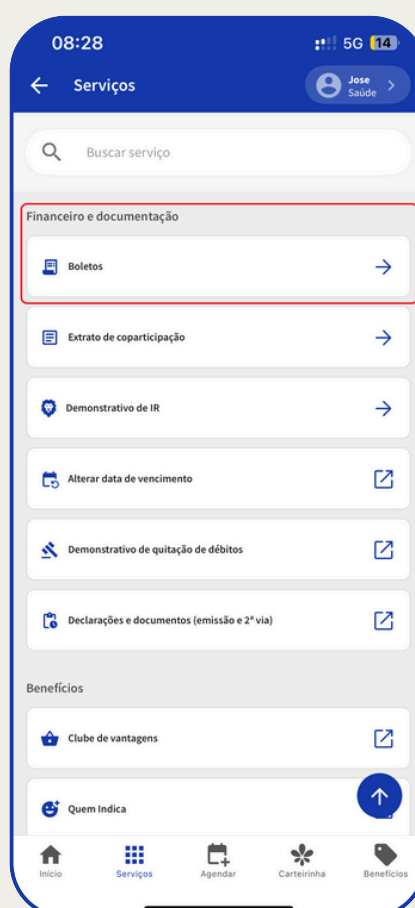 08:28
5G 14
Serviços
Jose
Saúde
Buscar serviço
Financeiro e documentação
Boletos
Extrato de coparticipação
Demonstrativo de IR
Alterar data de vencimento
Demonstrativo de quitação de débitos
Declarações e documentos (emissão e 2ª via)
Benefícios
Clube de vantagens
Quem Indica
Início
Serviços
Agendar
Carteirinha
Benefícios